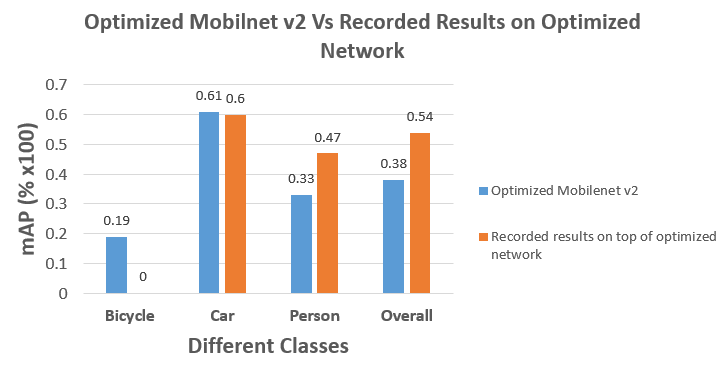 Optimized Mobilnet v2 Vs Recorded Results on Optimized
Network
mAP (% x100)
0.7
0.6
0.5
0.4
0.3
0.2
0.1
0
0.19
0
0.61
0.6
0.33
0.47
0.38
0.54
Bicycle
Car
Person
Overall
Different Classes
Optimized Mobilenet v2
Recorded results on top of optimized
network